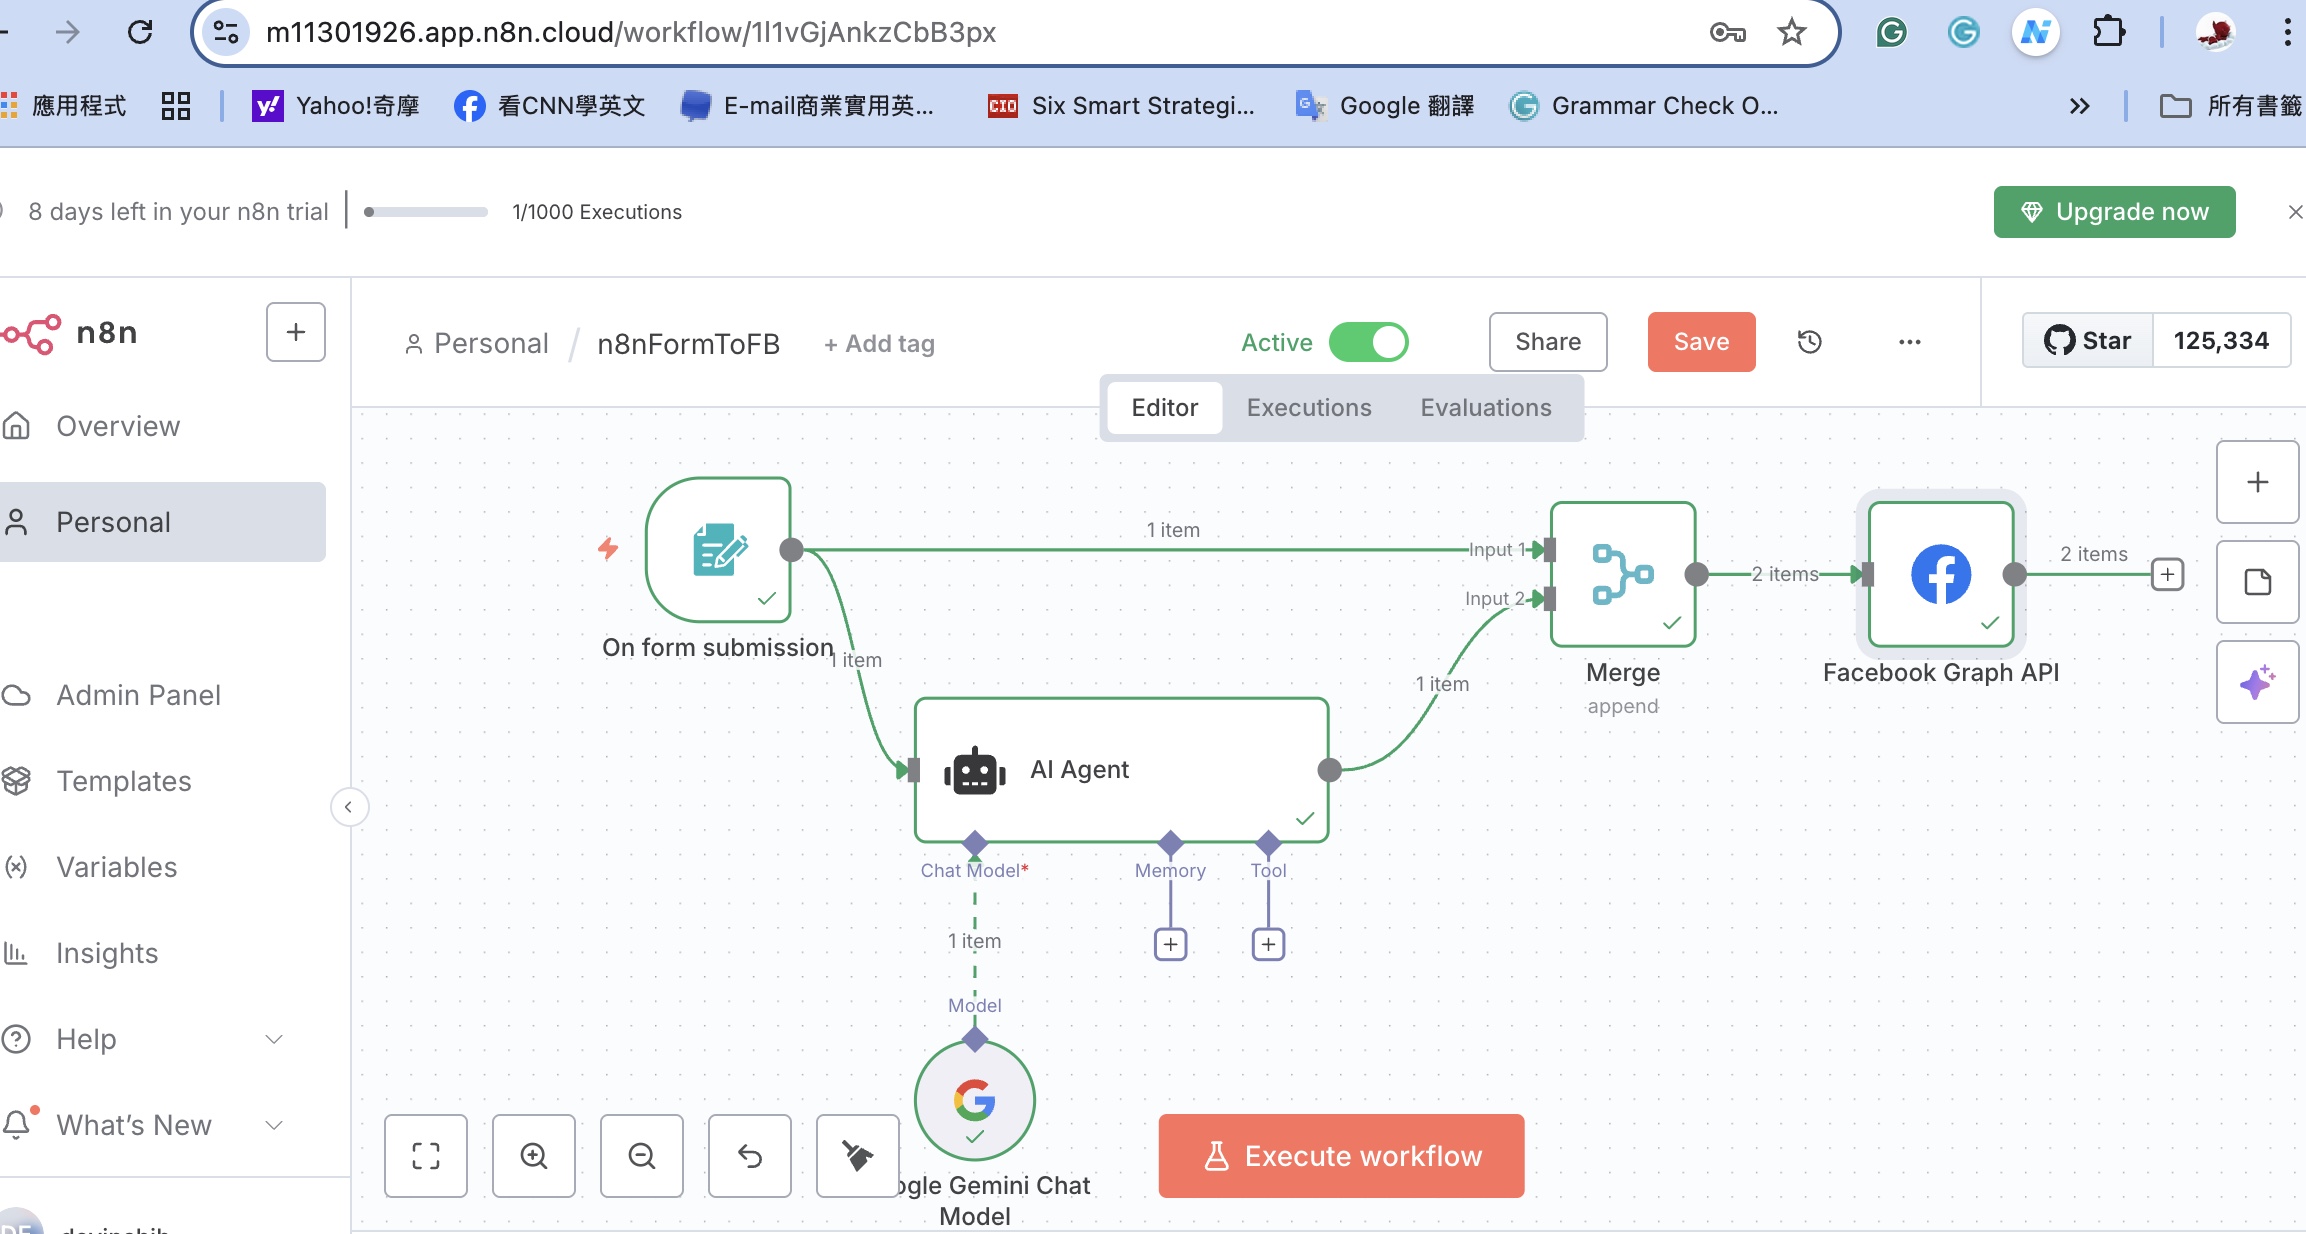 m11301926.app.n8n.cloud/workflow/1l1vGjAnkzCbB3px
應用程式
Yahoo!奇摩
看CNN學英文
E-mail商業實用英...
CIO
Six Smart Strategi...
Google 翻譯
Grammar Check O...
所有書籤
8 days left in your n8n trial
1/1000 Executions
Upgrade now
n8n
Personal / n8nFormToFB
+ Add tag
Active
Share
Save
Star
125,334
Editor
Executions
Evaluations
Overview
Personal
Admin Panel
Templates
Variables
Insights
Help
What's New
On form submission
1 item
1 item
Input 1
Input 2
Merge
append
2 items
Facebook Graph API
2 items
AI Agent
1 item
Chat Model*
Memory
Tool
1 item
Model
ogle Gemini Chat
Model
Execute workflow